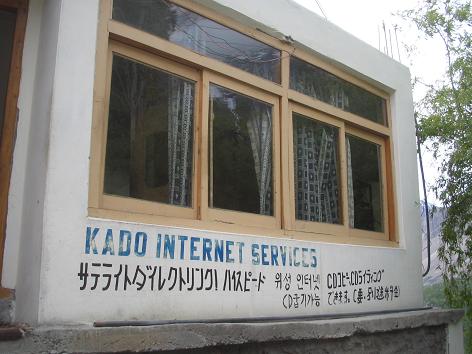 KADO INTERNET SERVICES
サテライトダイレクトリンク! ハイスピード 위성 인터넷 CDコピー、CDライティング
CD굽기가능 できます。